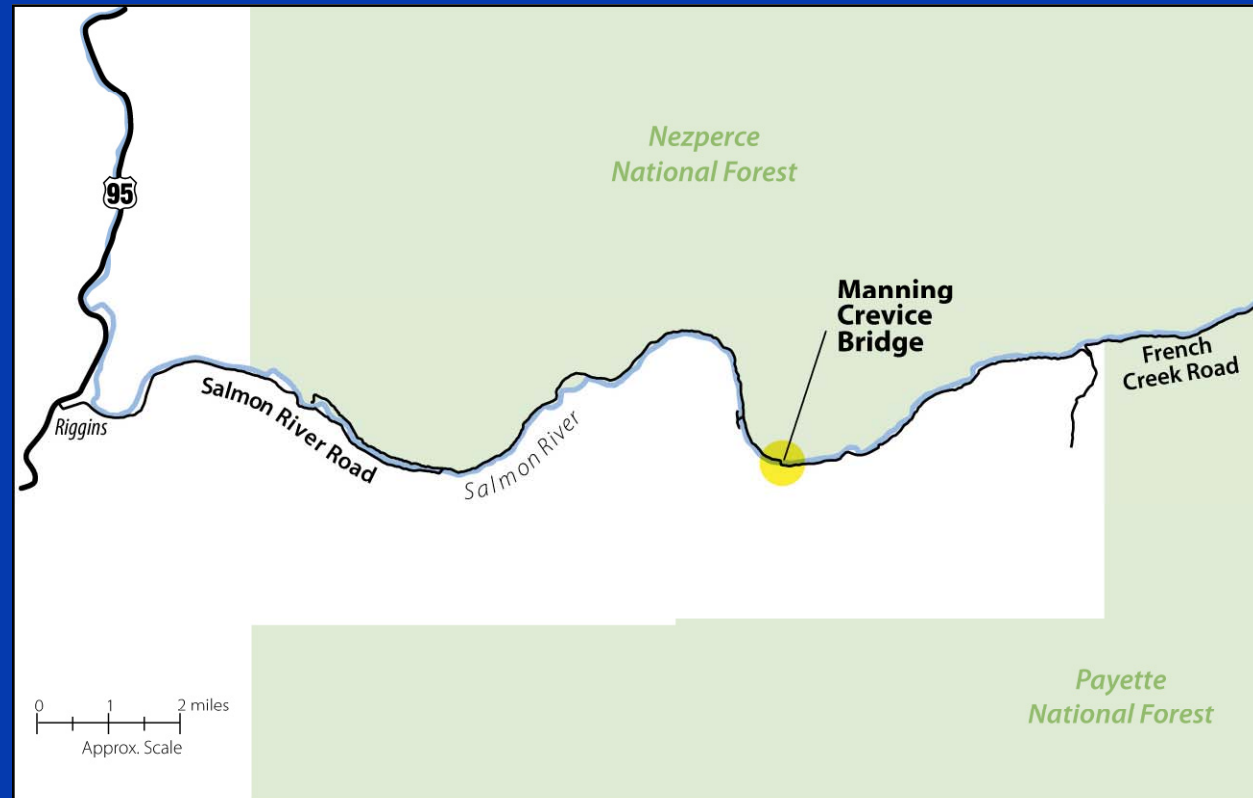 95
Nezperce
National Forest
Manning
Crevice
Bridge
French
Creek Road
Salmon River Road
Riggins
Salmon River
Payette
National Forest
0 1 2 miles
Approx. Scale